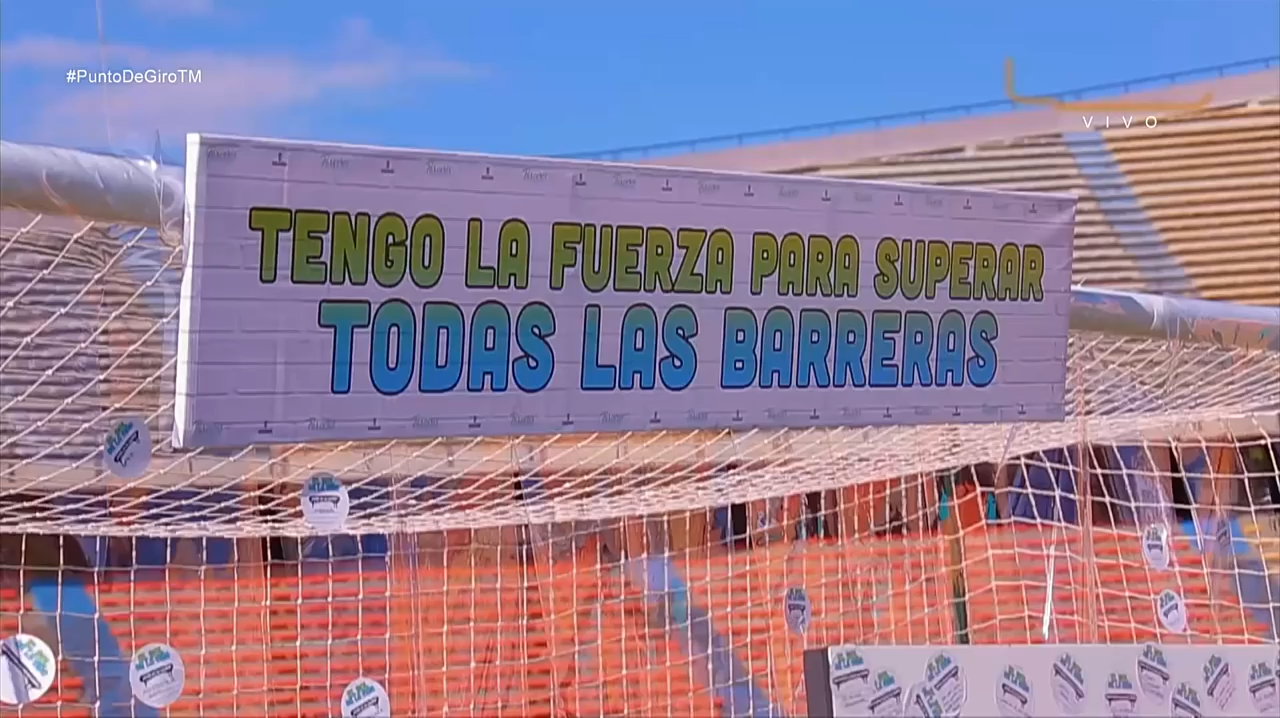 #PuntoDeGiroTM
VIVO
TENGO LA FUERZA PARA SUPERAR
TODAS LAS BARRERAS